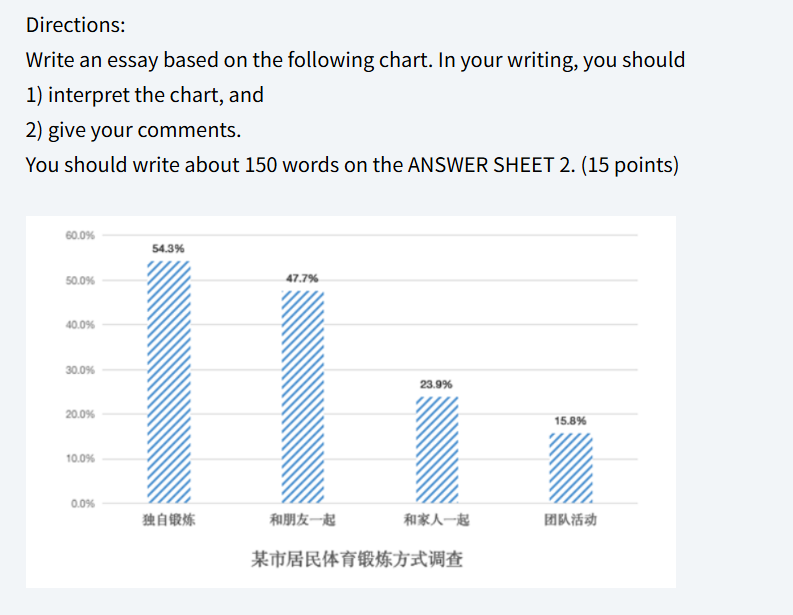 Directions:
Write an essay based on the following chart. In your writing, you should
1) interpret the chart, and
2) give your comments.
You should write about 150 words on the ANSWER SHEET 2. (15 points)
60.0%
54.3%
50.0%
47.7%
40.0%
30.0%
23.9%
20.0%
15.8%
10.0%
0.0%
独自锻炼 和朋友一起 和家人一起 团队活动
某市居民体育锻炼方式调查